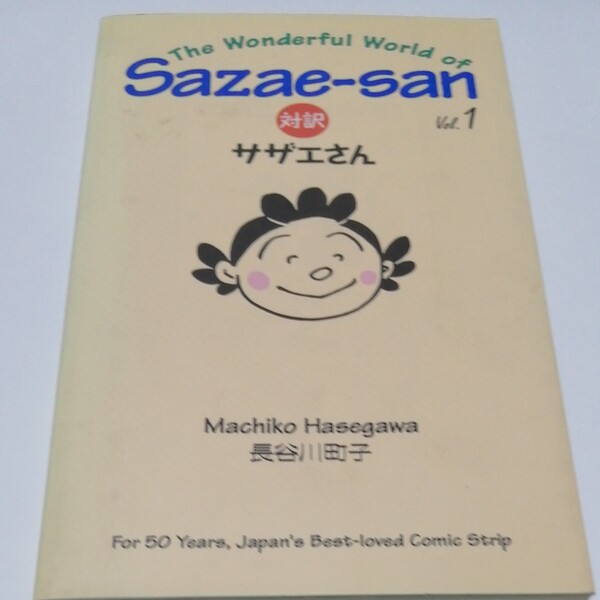 The Wonderful World of
Sazae-san
対訳
Vol. 1
サザエさん
Machiko Hasegawa
長谷川町子
For 50 Years, Japan's Best-loved Comic Strip